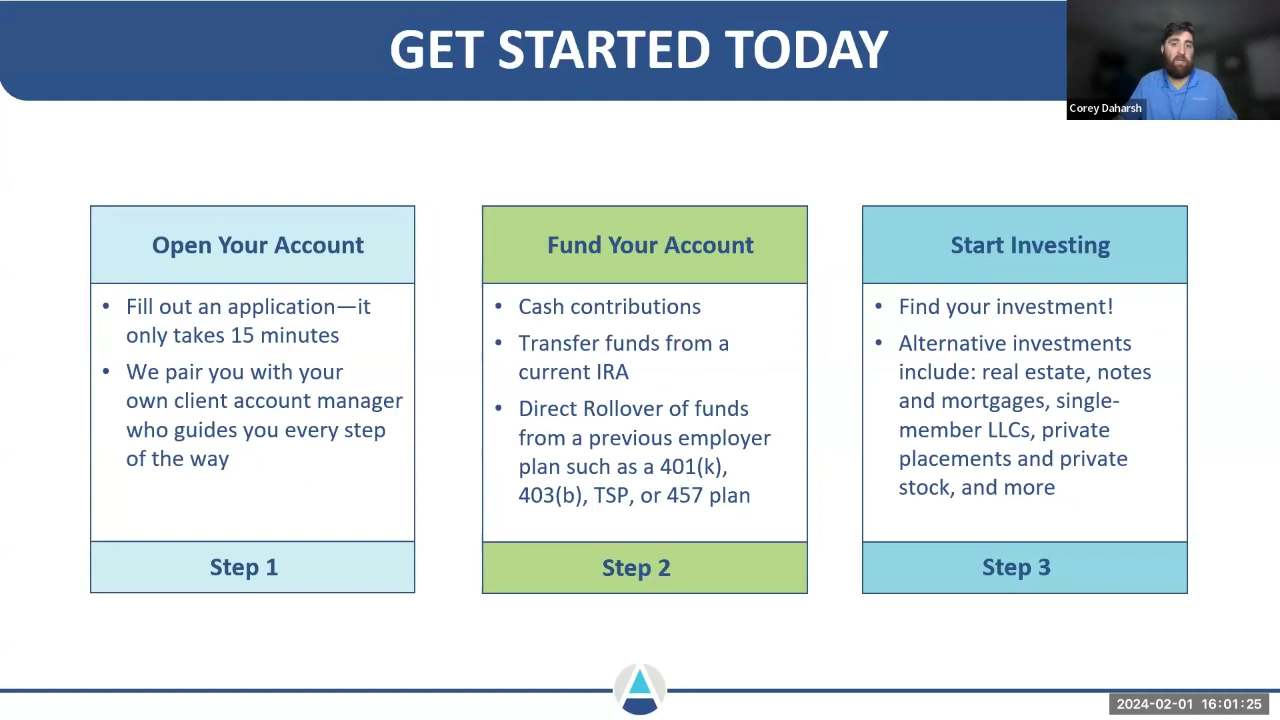 GET STARTED TODAY
Corey Daharsh
Open Your Account
• Fill out an application—it
only takes 15 minutes
• We pair you with your
own client account manager
who guides you every step
of the way
Step 1
Fund Your Account
• Cash contributions
• Transfer funds from a
current IRA
• Direct Rollover of funds
from a previous employer
plan such as a 401(k),
403(b), TSP, or 457 plan
Step 2
Start Investing
• Find your investment!
• Alternative investments
include: real estate, notes
and mortgages, single-
member LLCs, private
placements and private
stock, and more
Step 3
2024-02-01 16:01:25